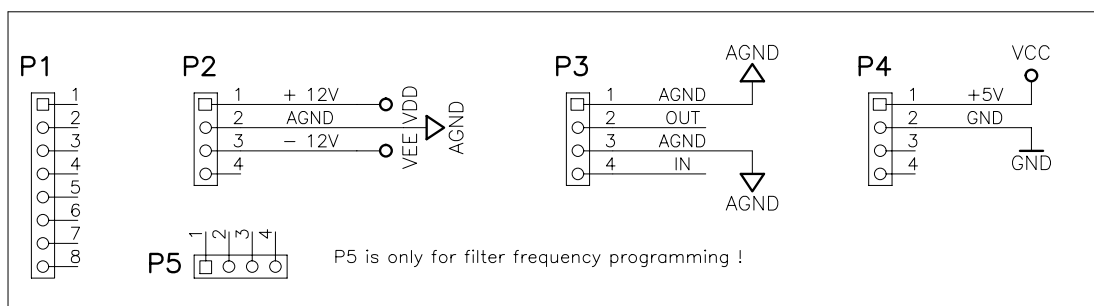 P1
1
2
3
4
5
6
7
8
P2
1 + 12V
2 AGND
3 - 12V
4
VEE VDD
AGND
P3
AGND
1 AGND
2 OUT
3 AGND
4 IN
AGND
P4
VCC
1 +5V
2 GND
3
4
GND
P5
1 2 3 4
P5 is only for filter frequency programming !